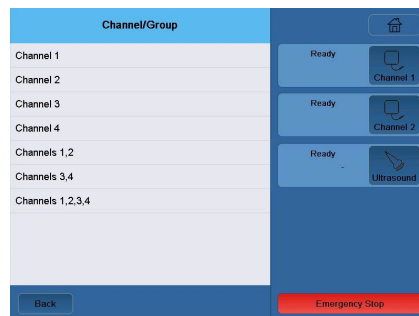 Channel/Group
Channel 1
Channel 2
Channel 3
Channel 4
Channels 1,2
Channels 3,4
Channels 1,2,3,4
Back
Ready
Channel 1
Ready
Channel 2
Ready
-
Ultrasound
Emergency Stop